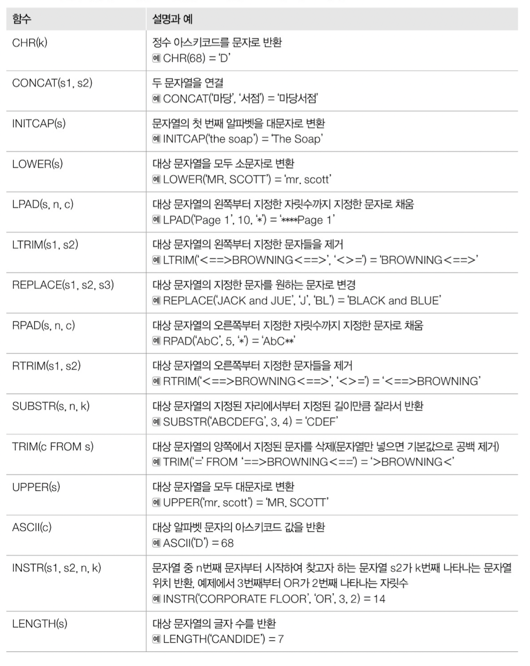 함수 설명과 예
CHR(k) 정수 아스키코드를 문자로 반환
예 CHR(68) = 'D'
CONCAT(s1, s2) 두 문자열을 연결
예 CONCAT('마당', '서점') = '마당서점'
INITCAP(s) 문자열의 첫 번째 알파벳을 대문자로 변환
예 INITCAP('the soap') = 'The Soap'
LOWER(s) 대상 문자열을 모두 소문자로 변환
예 LOWER('MR. SCOTT') = 'mr. scott'
LPAD(s, n, c) 대상 문자열의 왼쪽부터 지정한 자릿수까지 지정한 문자로 채움
예 LPAD('Page 1', 10, '*') = '****Page 1'
LTRIM(s1, s2) 대상 문자열의 왼쪽부터 지정한 문자들을 제거
예 LTRIM('<==>BROWNING<==>', '<>=') = 'BROWNING<==>'
REPLACE(s1, s2, s3) 대상 문자열의 지정한 문자를 원하는 문자로 변경
예 REPLACE('JACK and JUE', 'J', 'BL') = 'BLACK and BLUE'
RPAD(s, n, c) 대상 문자열의 오른쪽부터 지정한 자릿수까지 지정한 문자로 채움
예 RPAD('AbC', 5, '*') = 'AbC**'
RTRIM(s1, s2) 대상 문자열의 오른쪽부터 지정한 문자들을 제거
예 RTRIM('<==>BROWNING<==>', '<>=') = '<==>BROWNING'
SUBSTR(s, n, k) 대상 문자열의 지정된 자리에서부터 지정된 길이만큼 잘라서 반환
예 SUBSTR('ABCDEFG', 3, 4) = 'CDEF'
TRIM(c FROM s) 대상 문자열의 양쪽에서 지정된 문자를 삭제(문자열만 넣으면 기본값으로 공백 제거)
예 TRIM('=' FROM '==>BROWNING<==') = '>BROWNING<'
UPPER(s) 대상 문자열을 모두 대문자로 변환
예 UPPER('mr. scott') = 'MR. SCOTT'
ASCII(c) 대상 알파벳 문자의 아스키코드 값을 반환
예 ASCII('D') = 68
INSTR(s1, s2, n, k) 문자열 중 n번째 문자부터 시작하여 찾고자 하는 문자열 s2가 k번째 나타나는 문자열
위치 반환, 예제에서 3번째부터 OR가 2번째 나타나는 자릿수
예 INSTR('CORPORATE FLOOR', 'OR', 3, 2) = 14
LENGTH(s) 대상 문자열의 글자 수를 반환
예 LENGTH('CANDIDE') = 7